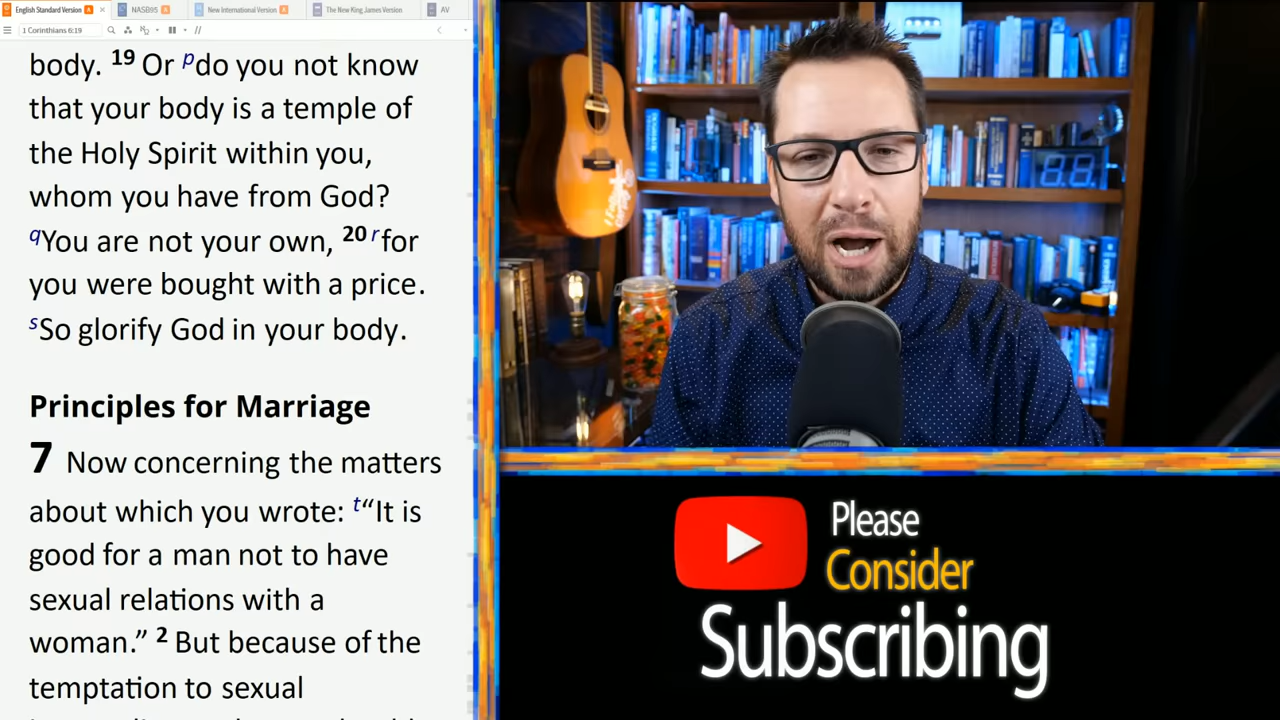 English Standard Version A
NASB95 A
New International Version A
The New King James Version
AV
1 Corinthians 6:19
body. 19 Or pdo you not know
that your body is a temple of
the Holy Spirit within you,
whom you have from God?
qYou are not your own, 20 rfor
you were bought with a price.
sSo glorify God in your body.
Principles for Marriage
7 Now concerning the matters
about which you wrote: t“It is
good for a man not to have
sexual relations with a
woman.” 2 But because of the
temptation to sexual
Please
Consider
Subscribing